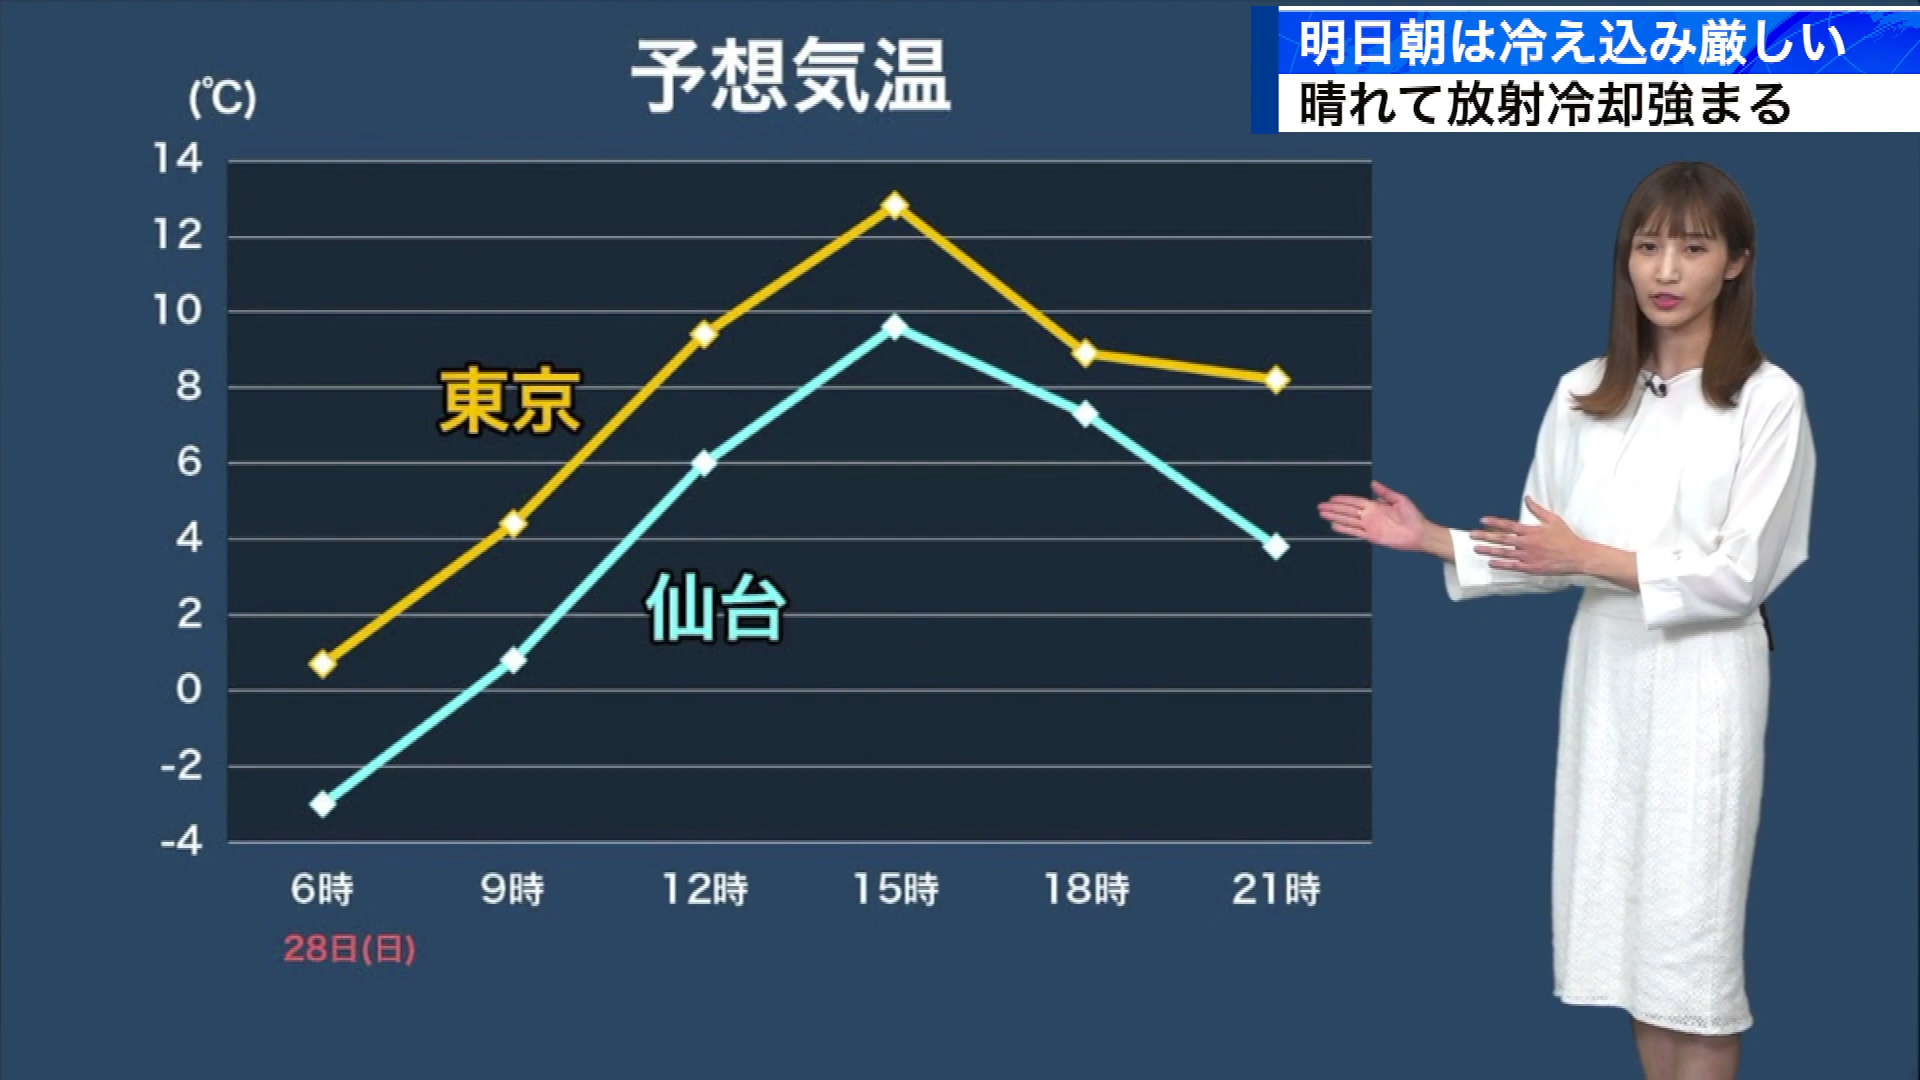 明日朝は冷え込み厳しい
晴れて放射冷却強まる
予想気温
(℃)
14
12
10
8
6
4
2
0
-2
-4
東京
仙台
6時 9時 12時 15時 18時 21時
28日(日)